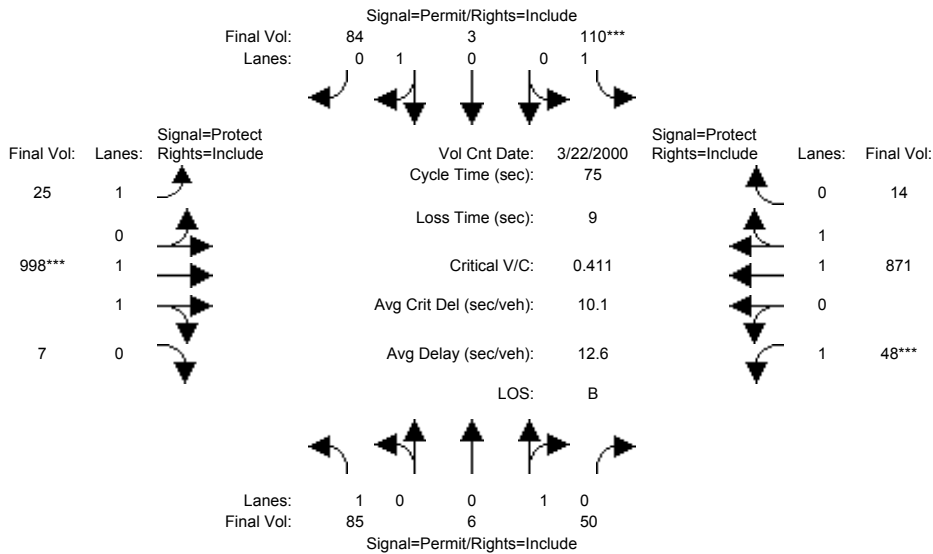 Signal=Permit/Rights=Include
Final Vol: 84 3 110***
Lanes: 0 1 0 0 1
Signal=Protect Signal=Protect
Final Vol: Lanes: Rights=Include Vol Cnt Date: 3/22/2000 Rights=Include Lanes: Final Vol:
Cycle Time (sec): 75
25 1 0 14
Loss Time (sec): 9
0 1
998*** 1 Critical V/C: 0.411 1 871
1 Avg Crit Del (sec/veh): 10.1 0
7 0 Avg Delay (sec/veh): 12.6 1 48***
LOS: B
Lanes: 1 0 0 1 0
Final Vol: 85 6 50
Signal=Permit/Rights=Include